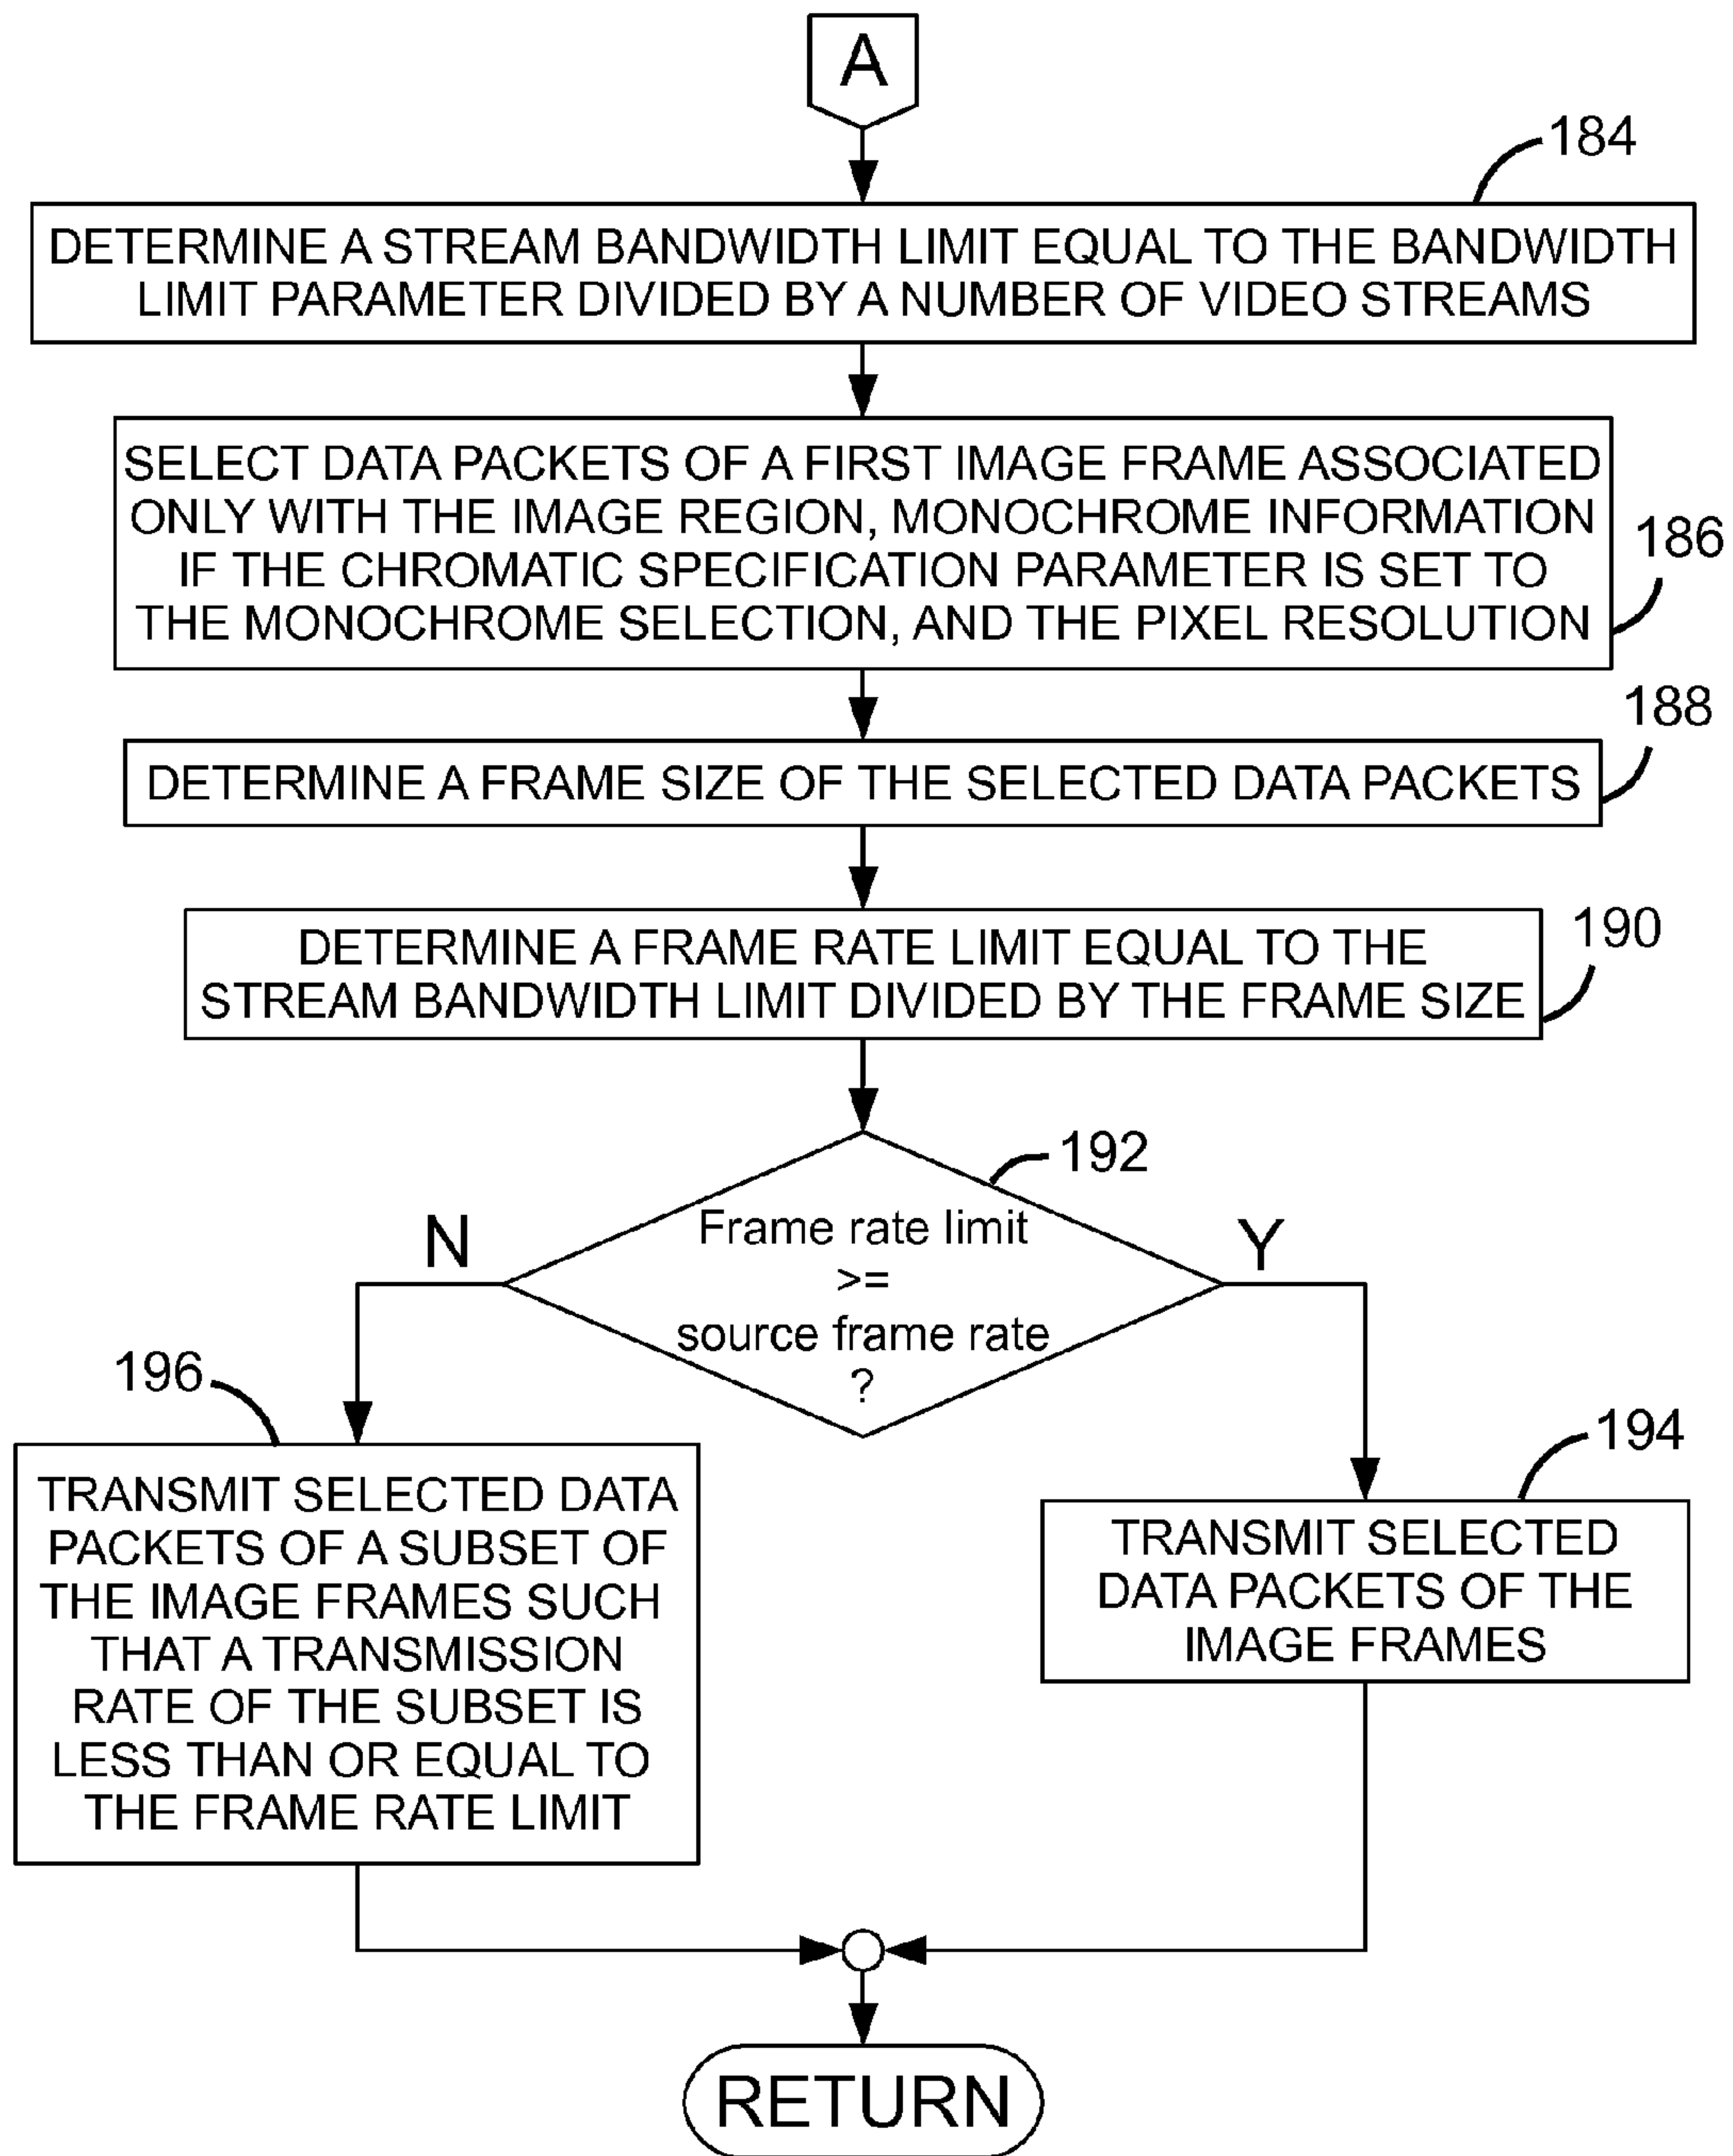 A
184
DETERMINE A STREAM BANDWIDTH LIMIT EQUAL TO THE BANDWIDTH
LIMIT PARAMETER DIVIDED BY A NUMBER OF VIDEO STREAMS
SELECT DATA PACKETS OF A FIRST IMAGE FRAME ASSOCIATED
ONLY WITH THE IMAGE REGION, MONOCHROME INFORMATION
IF THE CHROMATIC SPECIFICATION PARAMETER IS SET TO
THE MONOCHROME SELECTION, AND THE PIXEL RESOLUTION
186
188
DETERMINE A FRAME SIZE OF THE SELECTED DATA PACKETS
190
DETERMINE A FRAME RATE LIMIT EQUAL TO THE
STREAM BANDWIDTH LIMIT DIVIDED BY THE FRAME SIZE
192
N
Y
Frame rate limit
>=
source frame rate
?
196
TRANSMIT SELECTED DATA
PACKETS OF A SUBSET OF
THE IMAGE FRAMES SUCH
THAT A TRANSMISSION
RATE OF THE SUBSET IS
LESS THAN OR EQUAL TO
THE FRAME RATE LIMIT
194
TRANSMIT SELECTED
DATA PACKETS OF THE
IMAGE FRAMES
RETURN